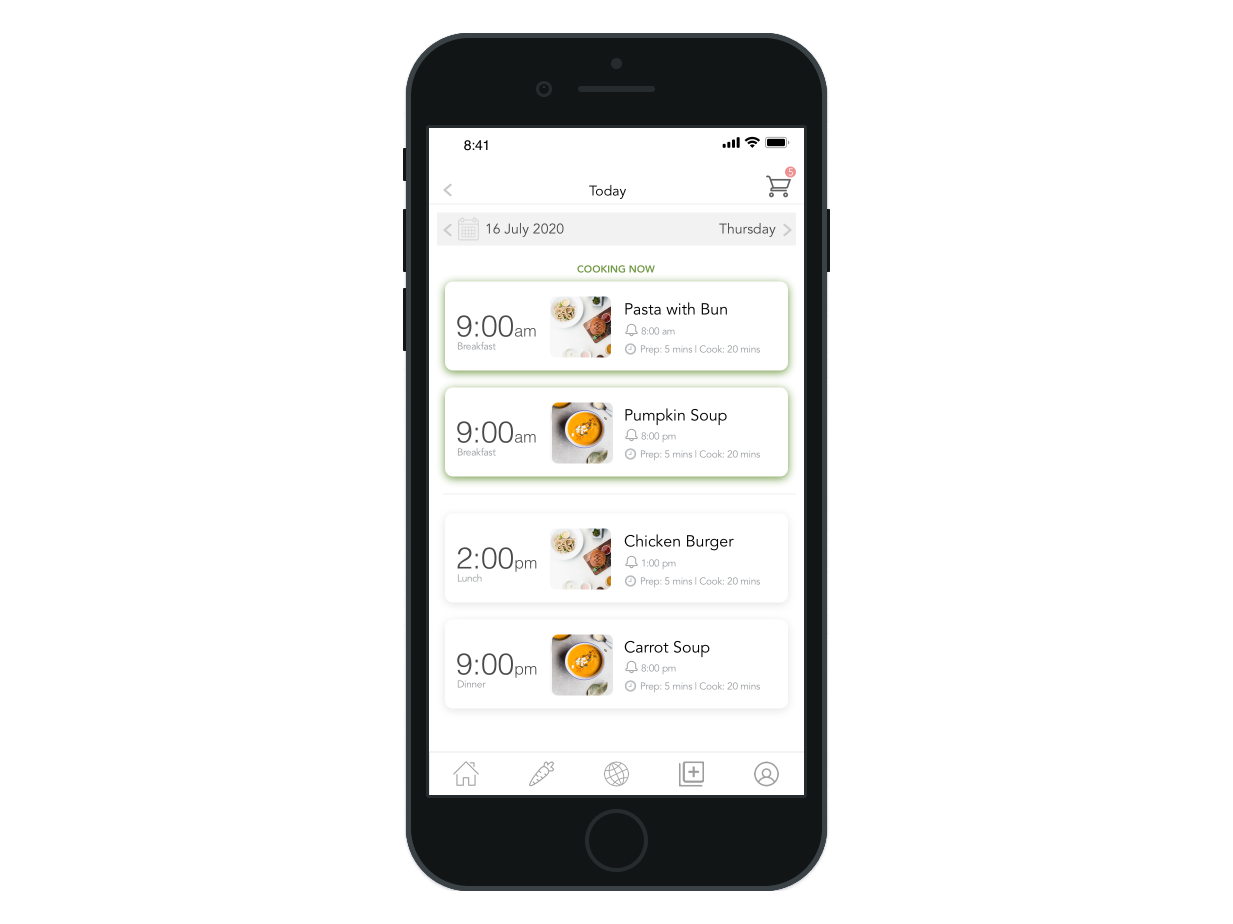 8:41
5
Today
16 July 2020 Thursday
COOKING NOW
9:00am
Breakfast
Pasta with Bun
8:00 am
Prep: 5 mins | Cook: 20 mins
9:00am
Breakfast
Pumpkin Soup
8:00 pm
Prep: 5 mins | Cook: 20 mins
2:00pm
Lunch
Chicken Burger
1:00 pm
Prep: 5 mins | Cook: 20 mins
9:00pm
Dinner
Carrot Soup
8:00 pm
Prep: 5 mins | Cook: 20 mins